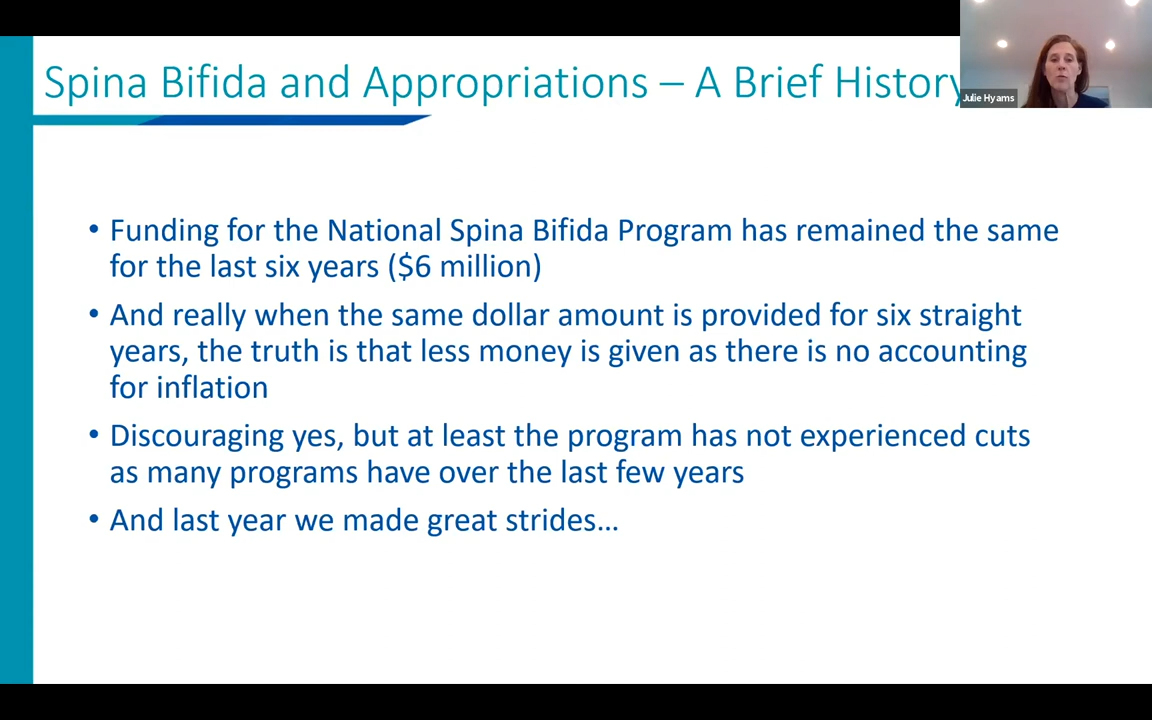 Spina Bifida and Appropriations – A Brief History
Julie Hyams
• Funding for the National Spina Bifida Program has remained the same
for the last six years ($6 million)
• And really when the same dollar amount is provided for six straight
years, the truth is that less money is given as there is no accounting
for inflation
• Discouraging yes, but at least the program has not experienced cuts
as many programs have over the last few years
• And last year we made great strides…